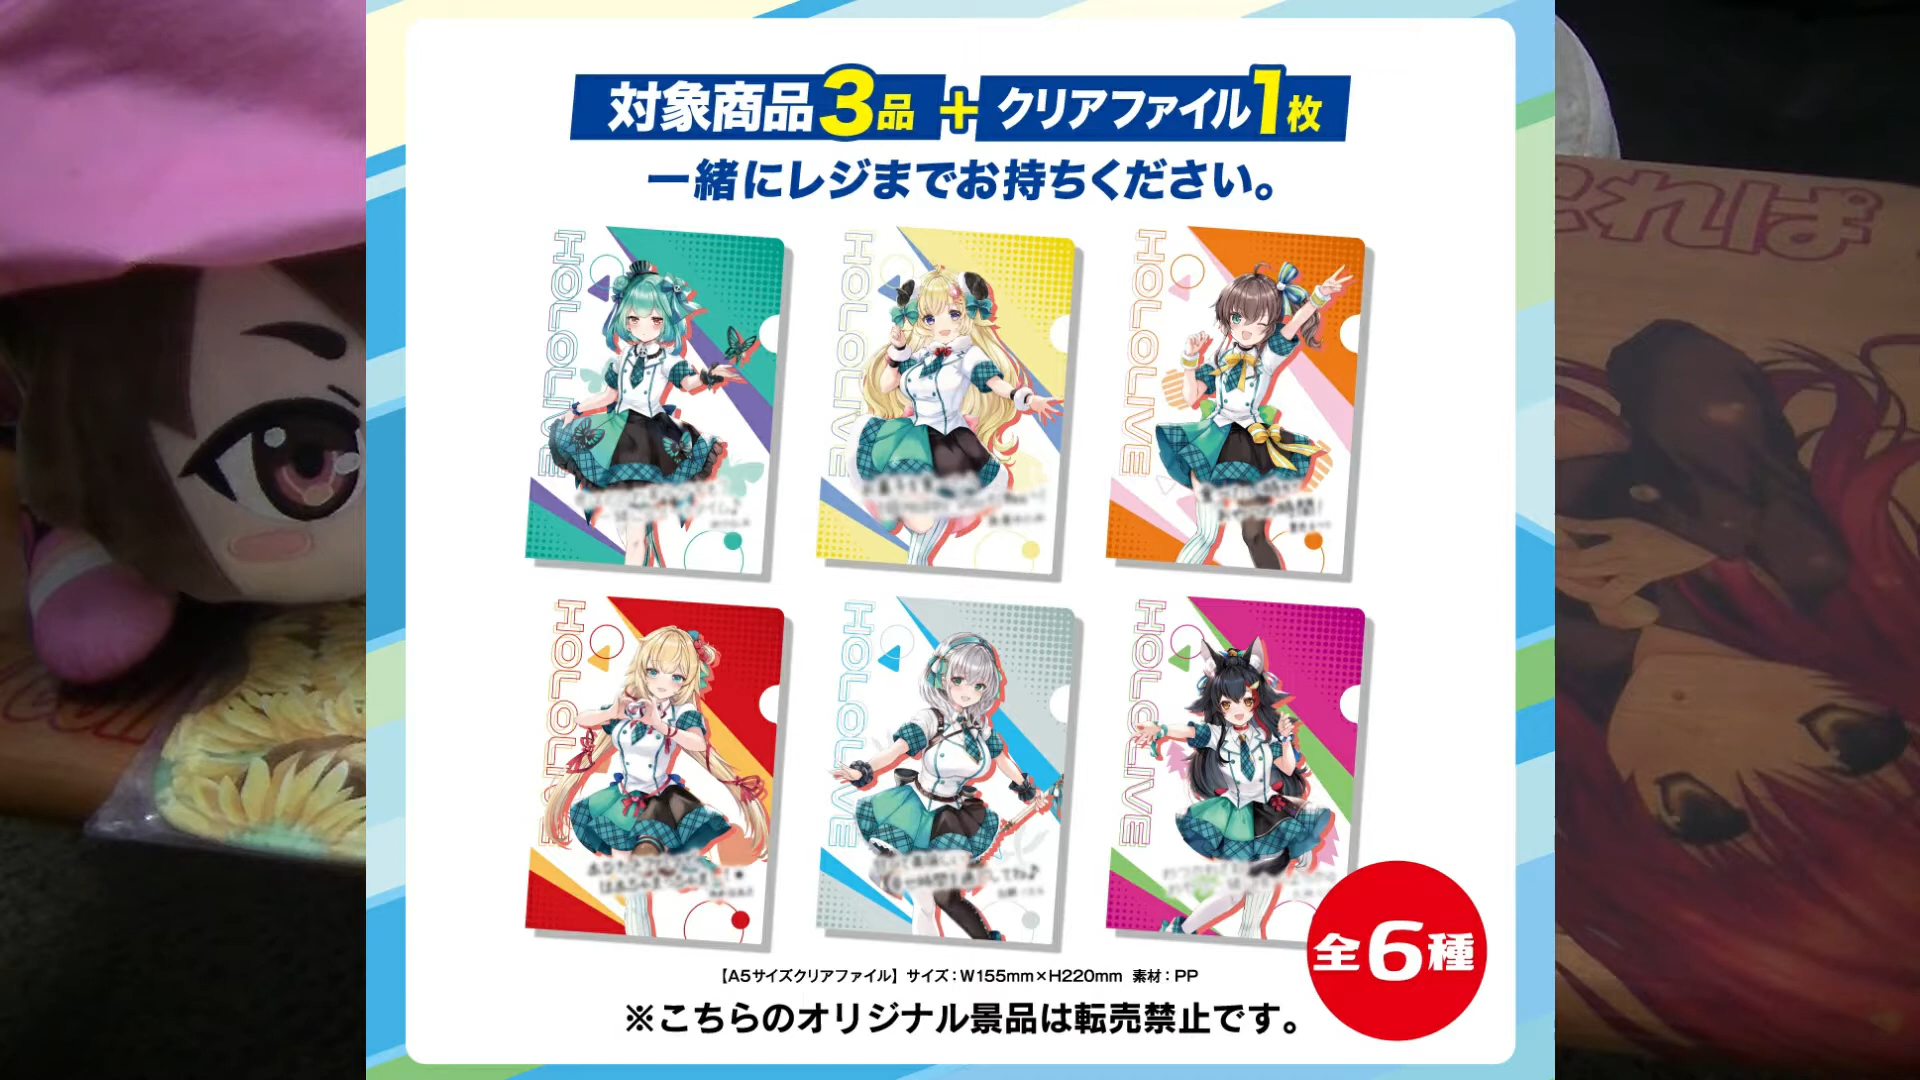 対象商品3品+クリアファイル1枚
一緒にレジまでお持ちください。
HOLOLIVE
HOLOLIVE
HOLOLIVE
HOLOLIVE
HOLOLIVE
HOLOLIVE
全6種
【A5サイズクリアファイル】サイズ:W155mm×H220mm 素材:PP
※こちらのオリジナル景品は転売禁止です。
れば